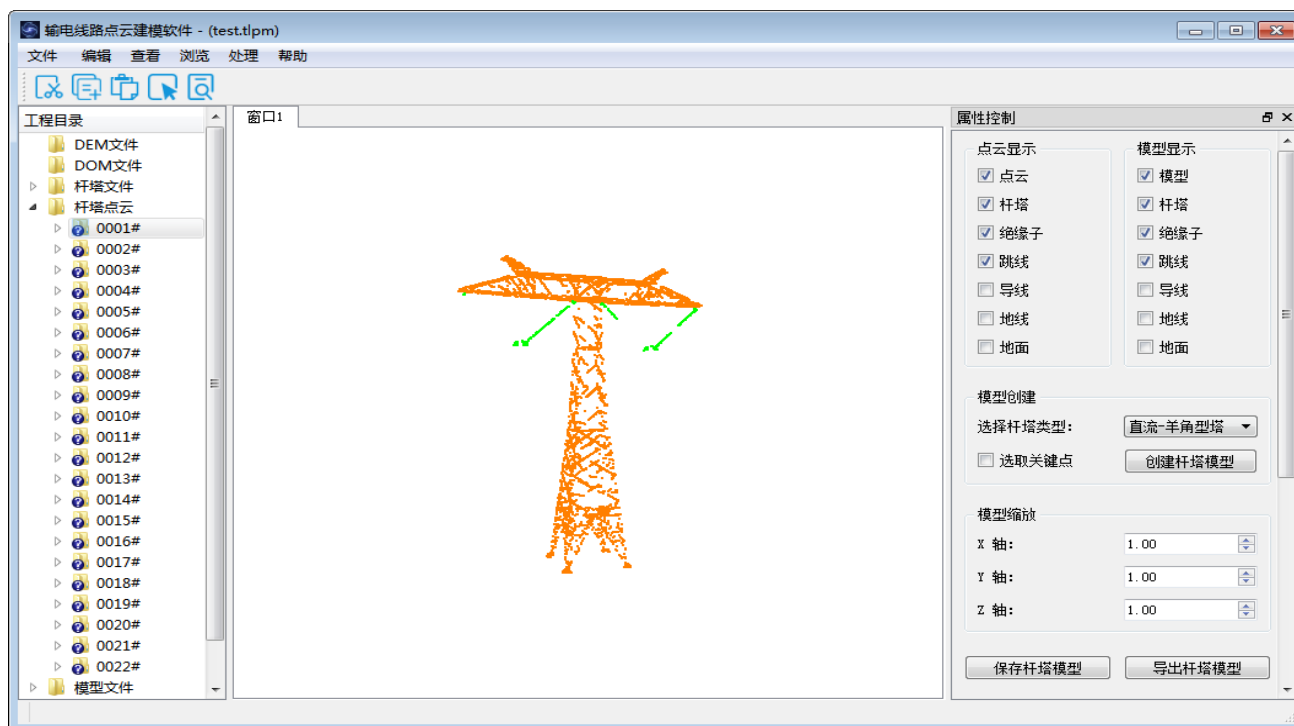 输电线路点云建模软件 - (test.tlpm)
文件 编辑 查看 浏览 处理 帮助
工程目录
DEM文件
DOM文件
杆塔文件
杆塔点云
0001#
0002#
0003#
0004#
0005#
0006#
0007#
0008#
0009#
0010#
0011#
0012#
0013#
0014#
0015#
0016#
0017#
0018#
0019#
0020#
0021#
0022#
模型文件
窗口1
属性控制
点云显示
点云
杆塔
绝缘子
跳线
导线
地线
地面
模型显示
模型
杆塔
绝缘子
跳线
导线
地线
地面
模型创建
选择杆塔类型: 直流-羊角型塔
选取关键点 创建杆塔模型
模型缩放
X 轴: 1.00
Y 轴: 1.00
Z 轴: 1.00
保存杆塔模型 导出杆塔模型